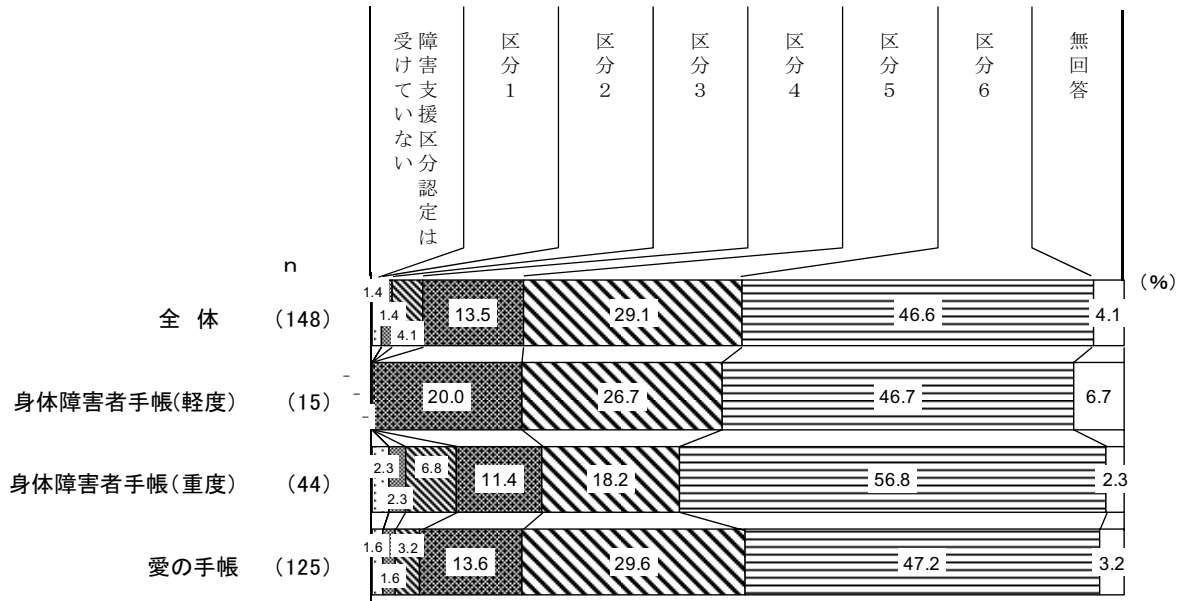 障害支援区分認定は
受けていない
区分1
区分2
区分3
区分4
区分5
区分6
無回答
n
(%)
全 体 (148) 1.4 1.4 4.1 13.5 29.1 46.6 4.1
身体障害者手帳(軽度) (15) - - - 20.0 26.7 46.7 6.7
身体障害者手帳(重度) (44) 2.3 2.3 6.8 11.4 18.2 56.8 2.3
愛の手帳 (125) 1.6 1.6 3.2 13.6 29.6 47.2 3.2